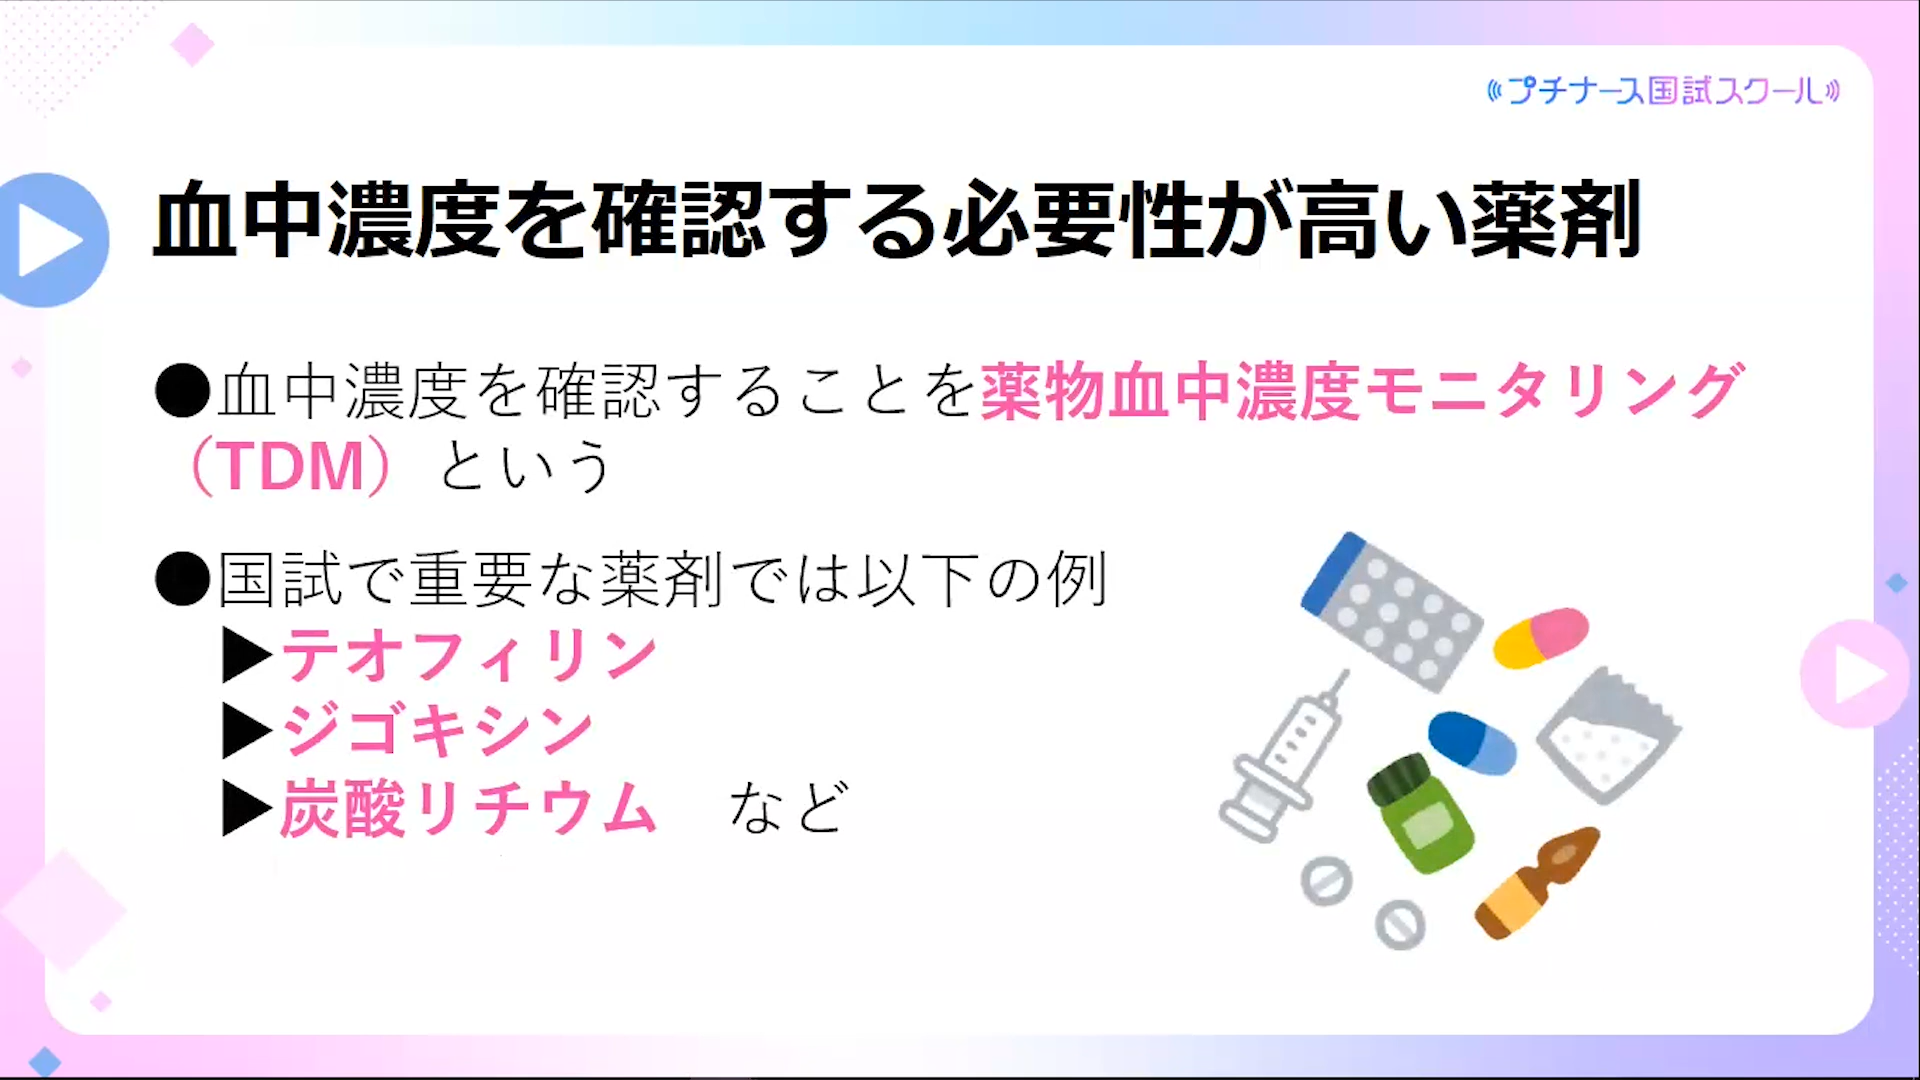 プチナース国試スクール
血中濃度を確認する必要性が高い薬剤
●血中濃度を確認することを薬物血中濃度モニタリング
（TDM）という
●国試で重要な薬剤では以下の例
▶テオフィリン
▶ジゴキシン
▶炭酸リチウム　など